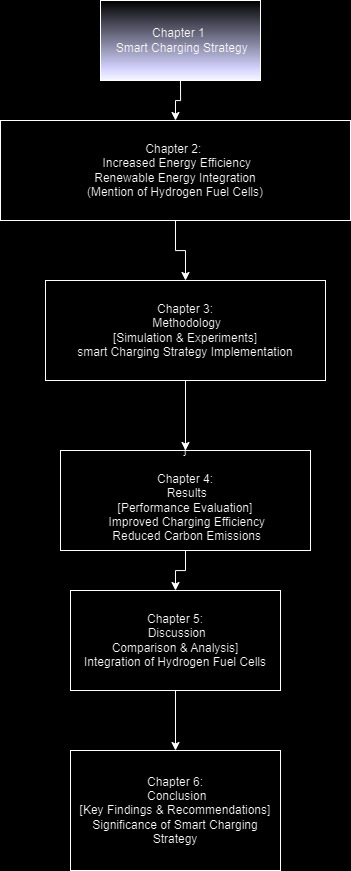 Chapter 1
Smart Charging Strategy
Chapter 2:
Increased Energy Efficiency
Renewable Energy Integration
(Mention of Hydrogen Fuel Cells)
Chapter 3:
Methodology
[Simulation & Experiments]
smart Charging Strategy Implementation
Chapter 4:
Results
[Performance Evaluation]
Improved Charging Efficiency
Reduced Carbon Emissions
Chapter 5:
Discussion
Comparison & Analysis]
Integration of Hydrogen Fuel Cells
Chapter 6:
Conclusion
[Key Findings & Recommendations]
Significance of Smart Charging
Strategy